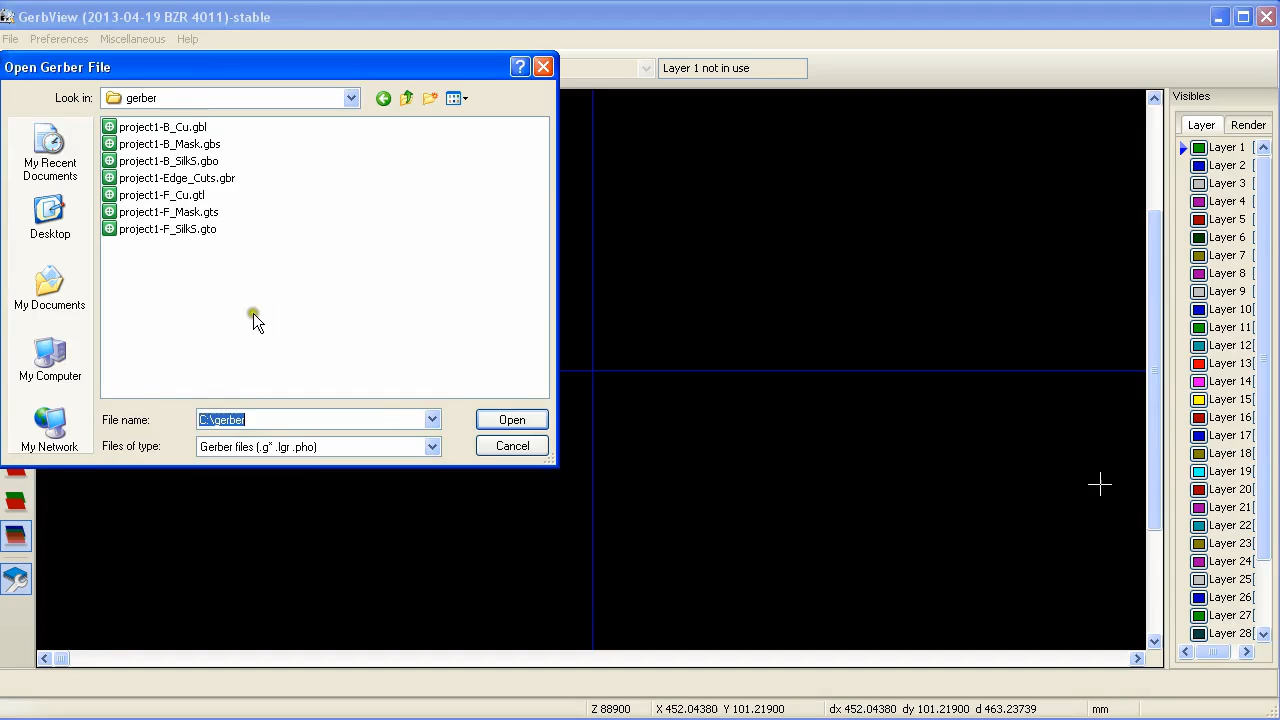 GerbView (2013-04-19 BZR 4011)-stable
File Preferences Miscellaneous Help
Open Gerber File
Look in: gerber
Layer 1 not in use
My Recent Documents
Desktop
My Documents
My Computer
My Network
project1-B_Cu.gbl
project1-B_Mask.gbs
project1-B_SilkS.gbo
project1-Edge_Cuts.gbr
project1-F_Cu.gtl
project1-F_Mask.gts
project1-F_SilkS.gto
File name: C:\gerber
Open
Files of type: Gerber files (.g* .lgr .pho)
Cancel
Visibles
Layer Render
Layer 1 [
Layer 2 [
Layer 3 [
Layer 4 [
Layer 5 [
Layer 6 [
Layer 7 [
Layer 8 [
Layer 9 [
Layer 10 [
Layer 11 [
Layer 12 [
Layer 13 [
Layer 14 [
Layer 15 [
Layer 16 [
Layer 17 [
Layer 18 [
Layer 19 [
Layer 20 [
Layer 21 [
Layer 22 [
Layer 23 [
Layer 24 [
Layer 25 [
Layer 26 [
Layer 27 [
Layer 28 [
Z 88900 X 452.04380 Y 101.21900 dx 452.04380 dy 101.21900 d 463.23739 mm